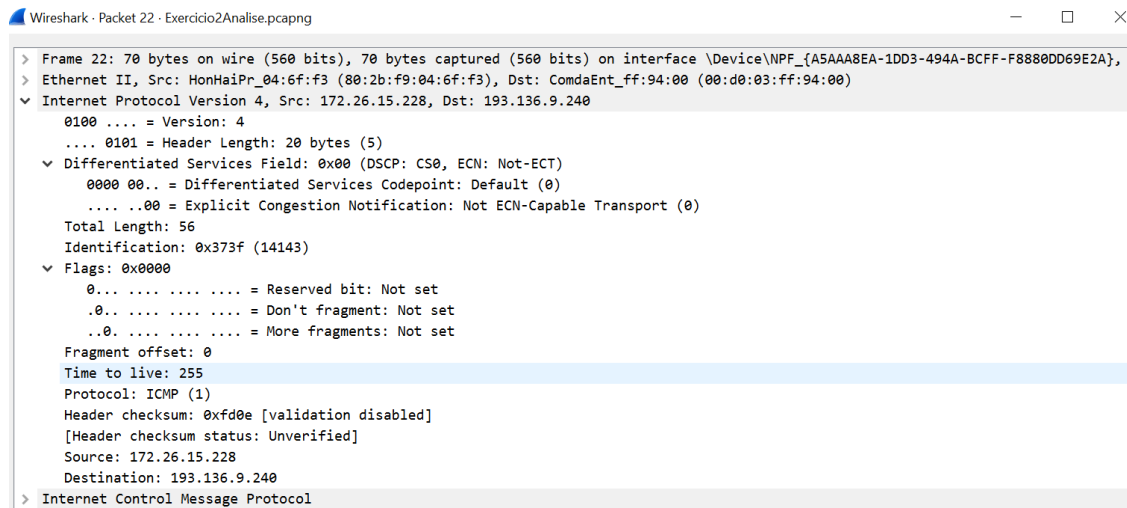 Wireshark · Packet 22 · Exercicio2Analise.pcapng
Frame 22: 70 bytes on wire (560 bits), 70 bytes captured (560 bits) on interface \Device\NPF_{A5AAA8EA-1DD3-494A-BCFF-F8880DD69E2A},
Ethernet II, Src: HonHaiPr_04:6f:f3 (80:2b:f9:04:6f:f3), Dst: ComdaEnt_ff:94:00 (00:d0:03:ff:94:00)
Internet Protocol Version 4, Src: 172.26.15.228, Dst: 193.136.9.240
0100 .... = Version: 4
.... 0101 = Header Length: 20 bytes (5)
Differentiated Services Field: 0x00 (DSCP: CS0, ECN: Not-ECT)
0000 00.. = Differentiated Services Codepoint: Default (0)
.... ..00 = Explicit Congestion Notification: Not ECN-Capable Transport (0)
Total Length: 56
Identification: 0x373f (14143)
Flags: 0x0000
0... .... .... .... = Reserved bit: Not set
.0.. .... .... .... = Don't fragment: Not set
..0. .... .... .... = More fragments: Not set
Fragment offset: 0
Time to live: 255
Protocol: ICMP (1)
Header checksum: 0xfd0e [validation disabled]
[Header checksum status: Unverified]
Source: 172.26.15.228
Destination: 193.136.9.240
Internet Control Message Protocol